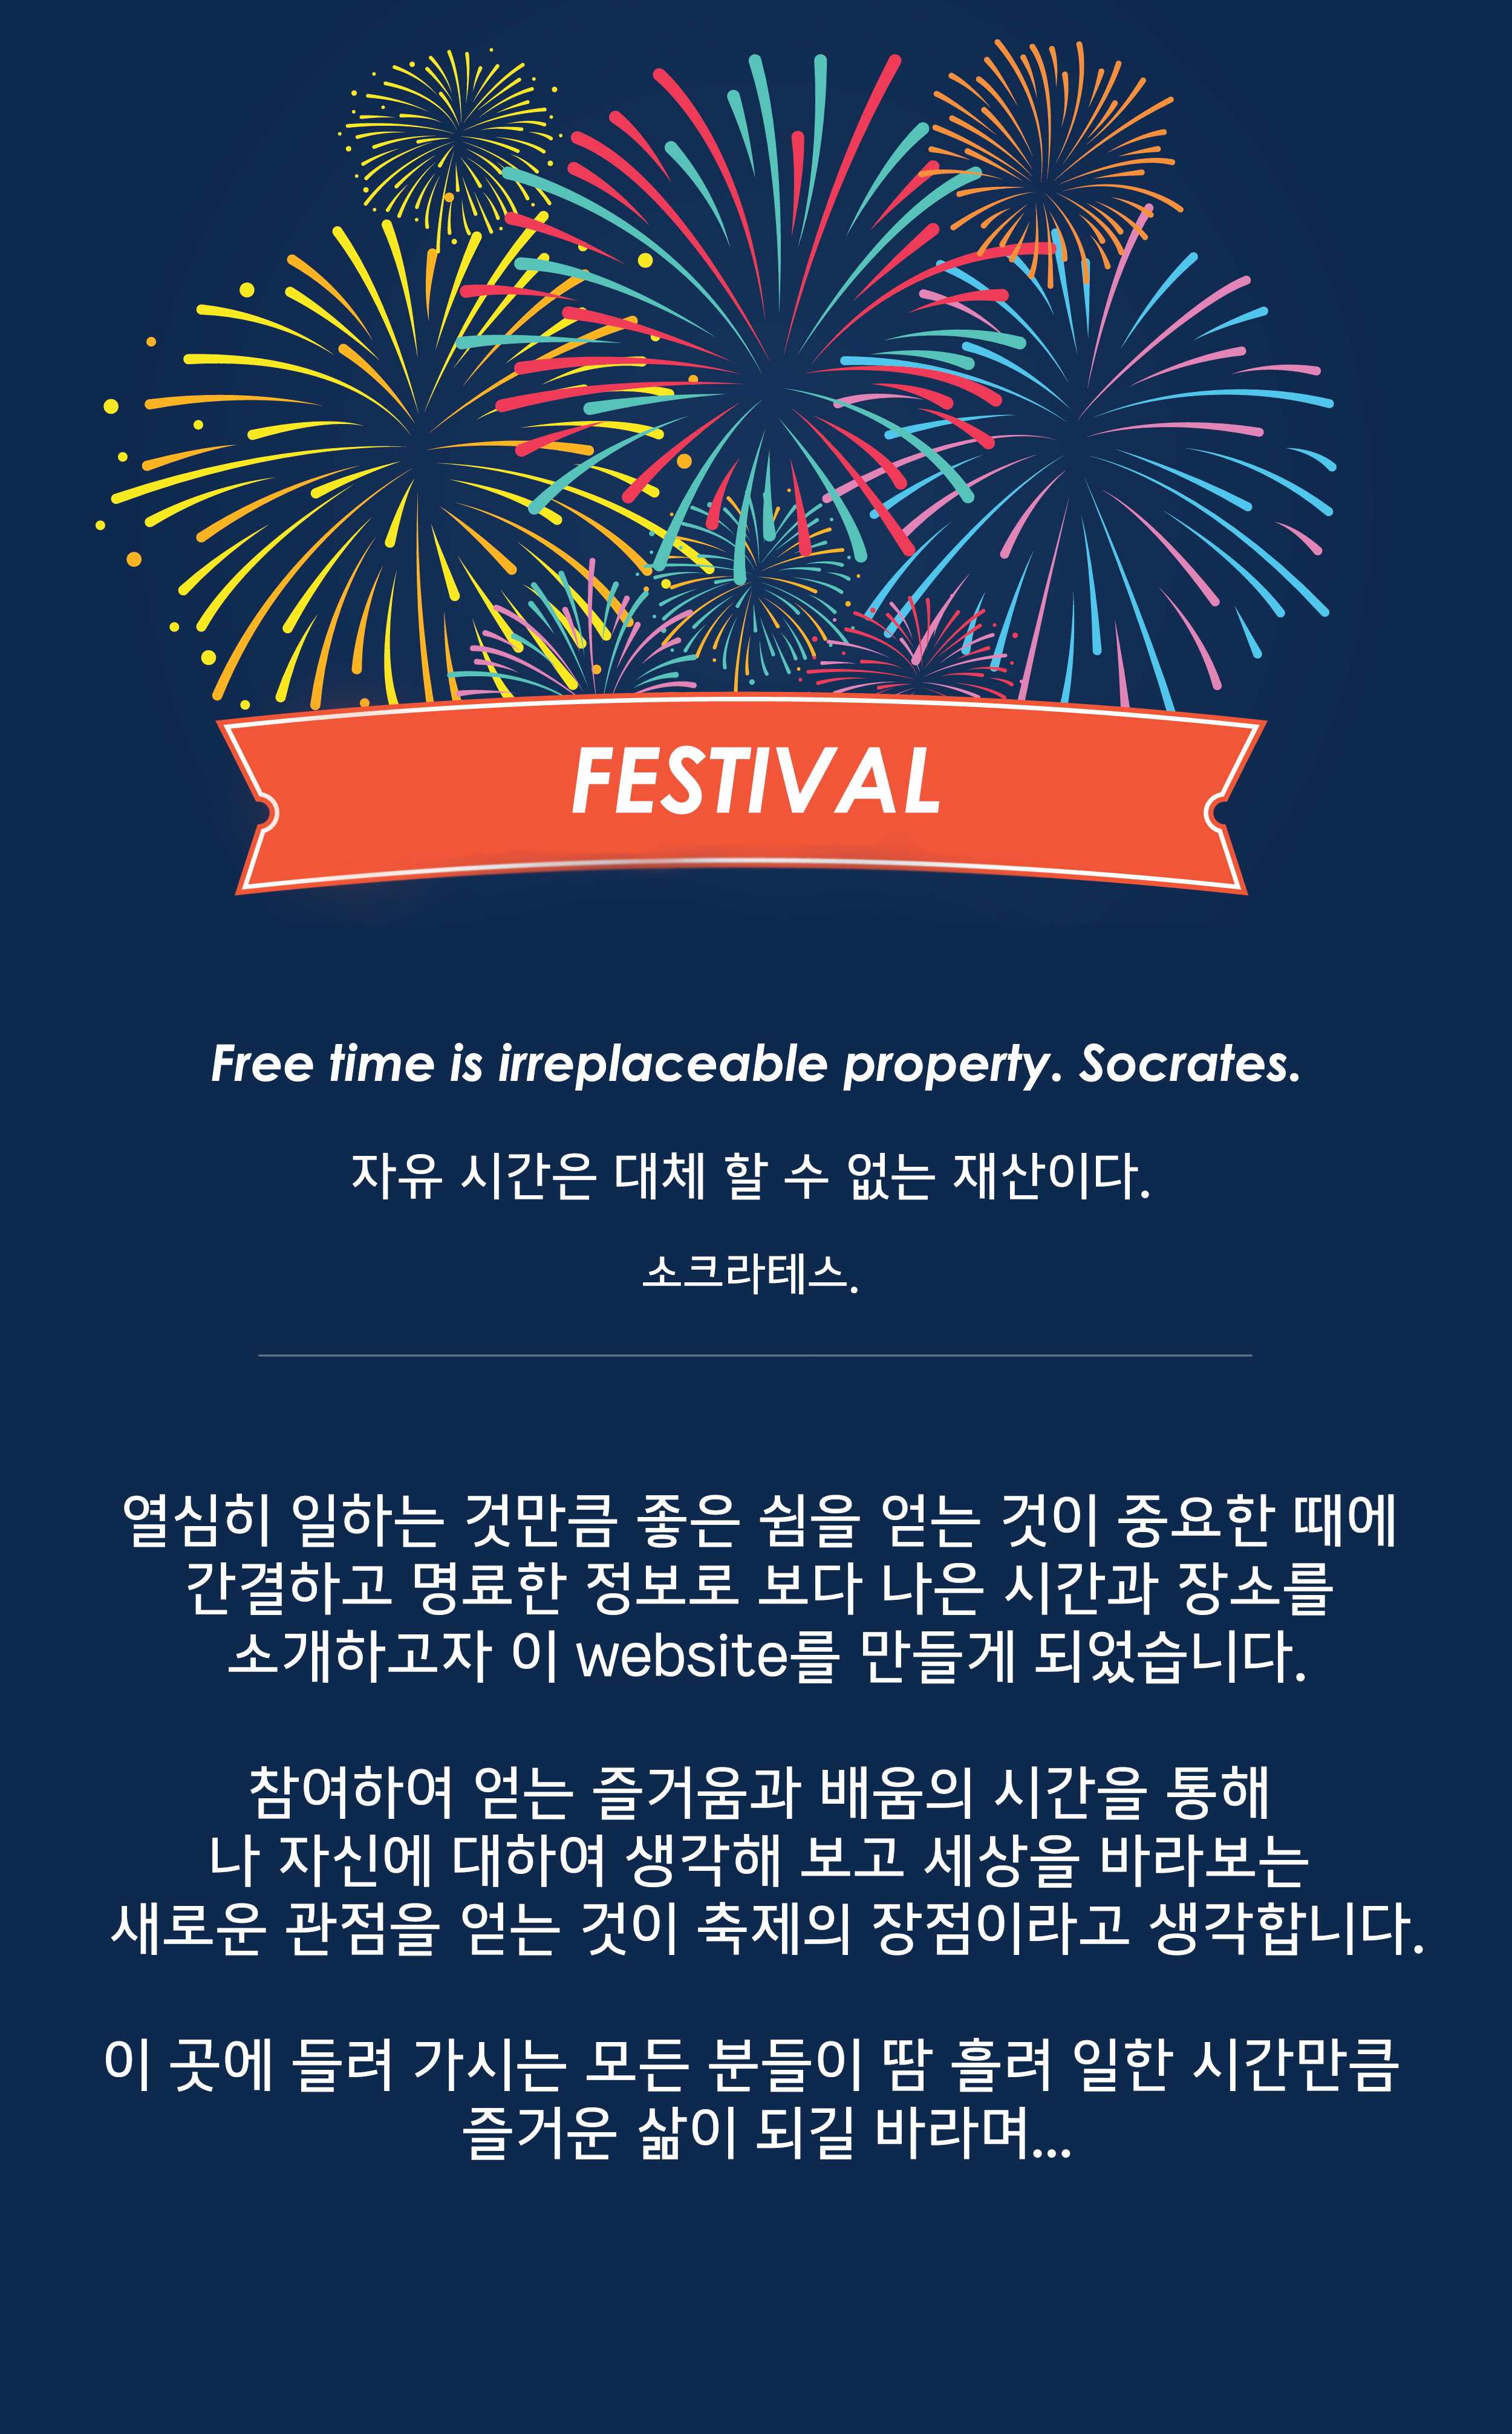 FESTIVAL
Free time is irreplaceable property. Socrates.
자유 시간은 대체 할 수 없는 재산이다.
소크라테스.
열심히 일하는 것만큼 좋은 쉼을 얻는 것이 중요한 때에
간결하고 명료한 정보로 보다 나은 시간과 장소를
소개하고자 이 website를 만들게 되었습니다.
참여하여 얻는 즐거움과 배움의 시간을 통해
나 자신에 대하여 생각해 보고 세상을 바라보는
새로운 관점을 얻는 것이 축제의 장점이라고 생각합니다.
이 곳에 들려 가시는 모든 분들이 땀 흘려 일한 시간만큼
즐거운 삶이 되길 바라며...